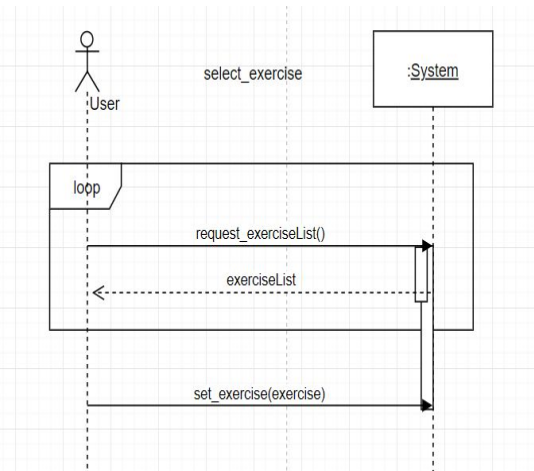 select_exercise
:System
User
loop
request_exerciseList()
exerciseList
set_exercise(exercise)